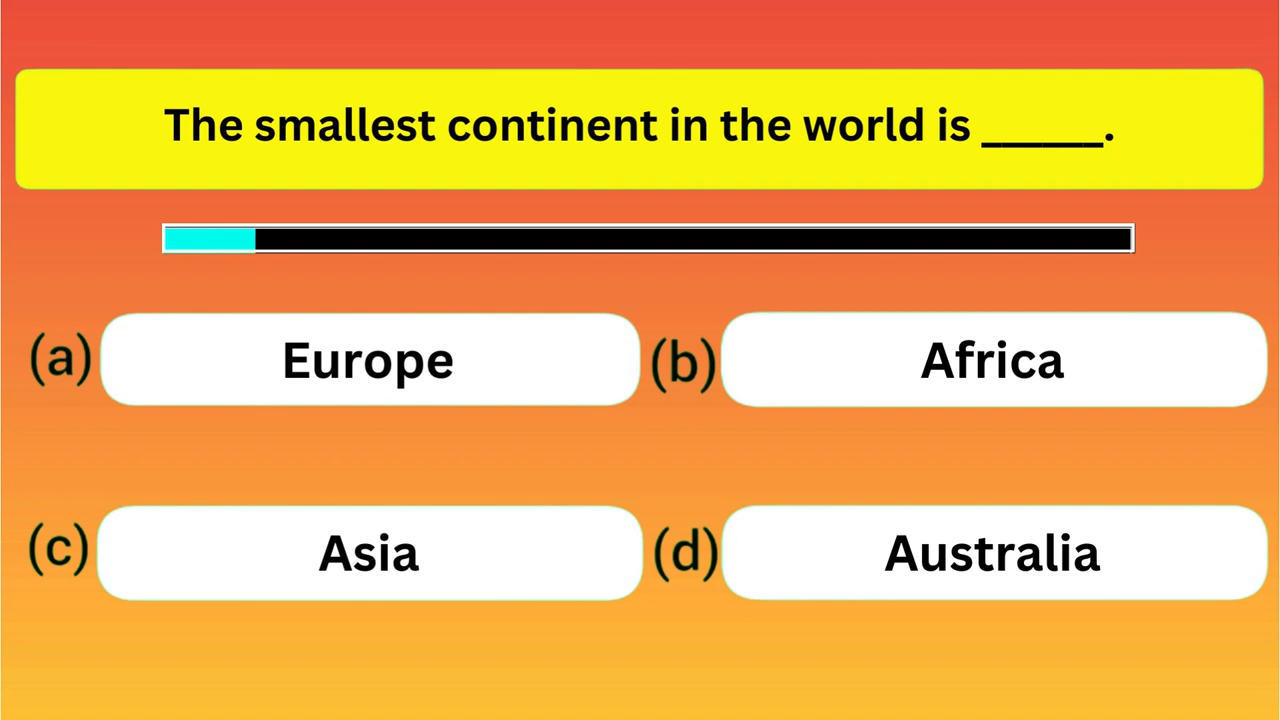 The smallest continent in the world is ______.
(a) Europe
(b) Africa
(c) Asia
(d) Australia